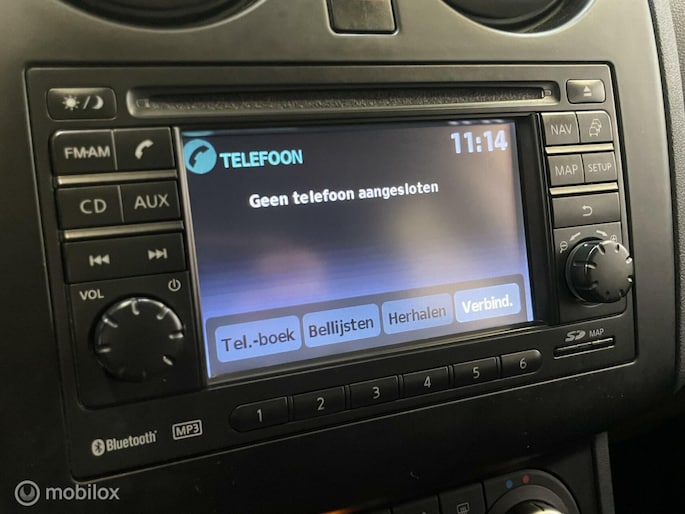 TELEFOON
11:14
Geen telefoon aangesloten
Tel.-boek
Bellijsten
Herhalen
Verbind.
FM•AM
CD
AUX
VOL
NAV
MAP
SETUP
SD MAP
1 2 3 4 5 6
Bluetooth®
MP3
mobilox